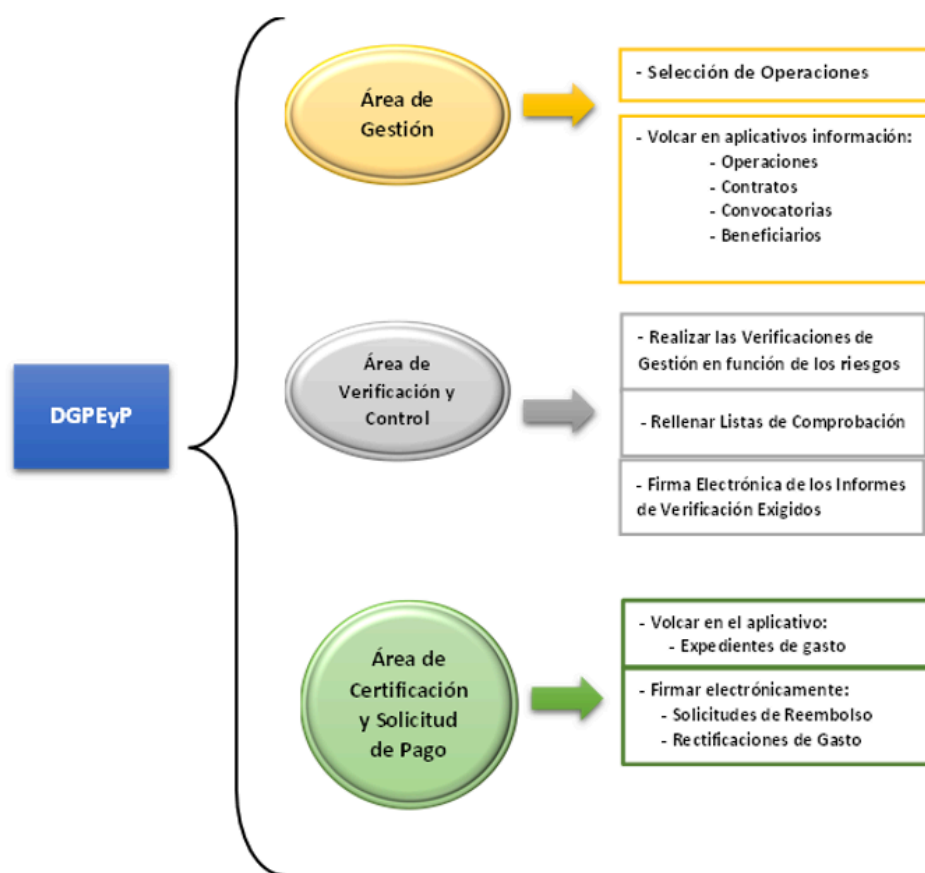 DGPEyP
Área de
Gestión
- Selección de Operaciones
- Volcar en aplicativos información:
- Operaciones
- Contratos
- Convocatorias
- Beneficiarios
Área de
Verificación y
Control
- Realizar las Verificaciones de
Gestión en función de los riesgos
- Rellenar Listas de Comprobación
- Firma Electrónica de los Informes
de Verificación Exigidos
Área de
Certificación
y Solicitud
de Pago
- Volcar en el aplicativo:
- Expedientes de gasto
- Firmar electrónicamente:
- Solicitudes de Reembolso
- Rectificaciones de Gasto